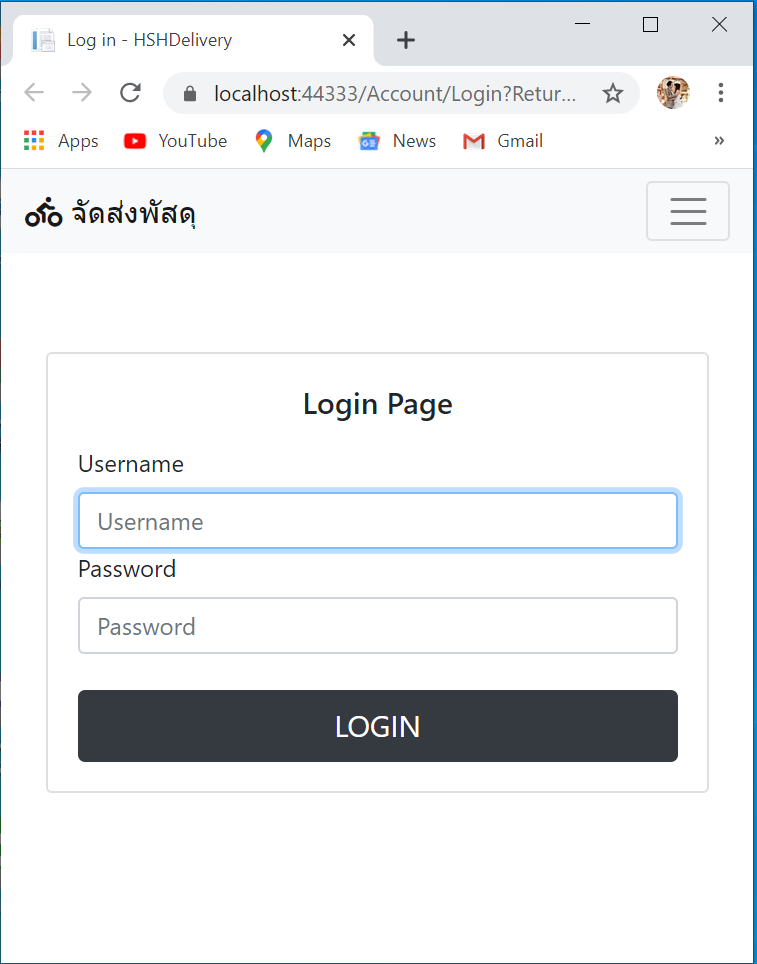 Log in - HSHDelivery
localhost:44333/Account/Login?Retur...
Apps YouTube Maps News Gmail »
จัดส่งพัสดุ
Login Page
Username
Username
Password
Password
LOGIN